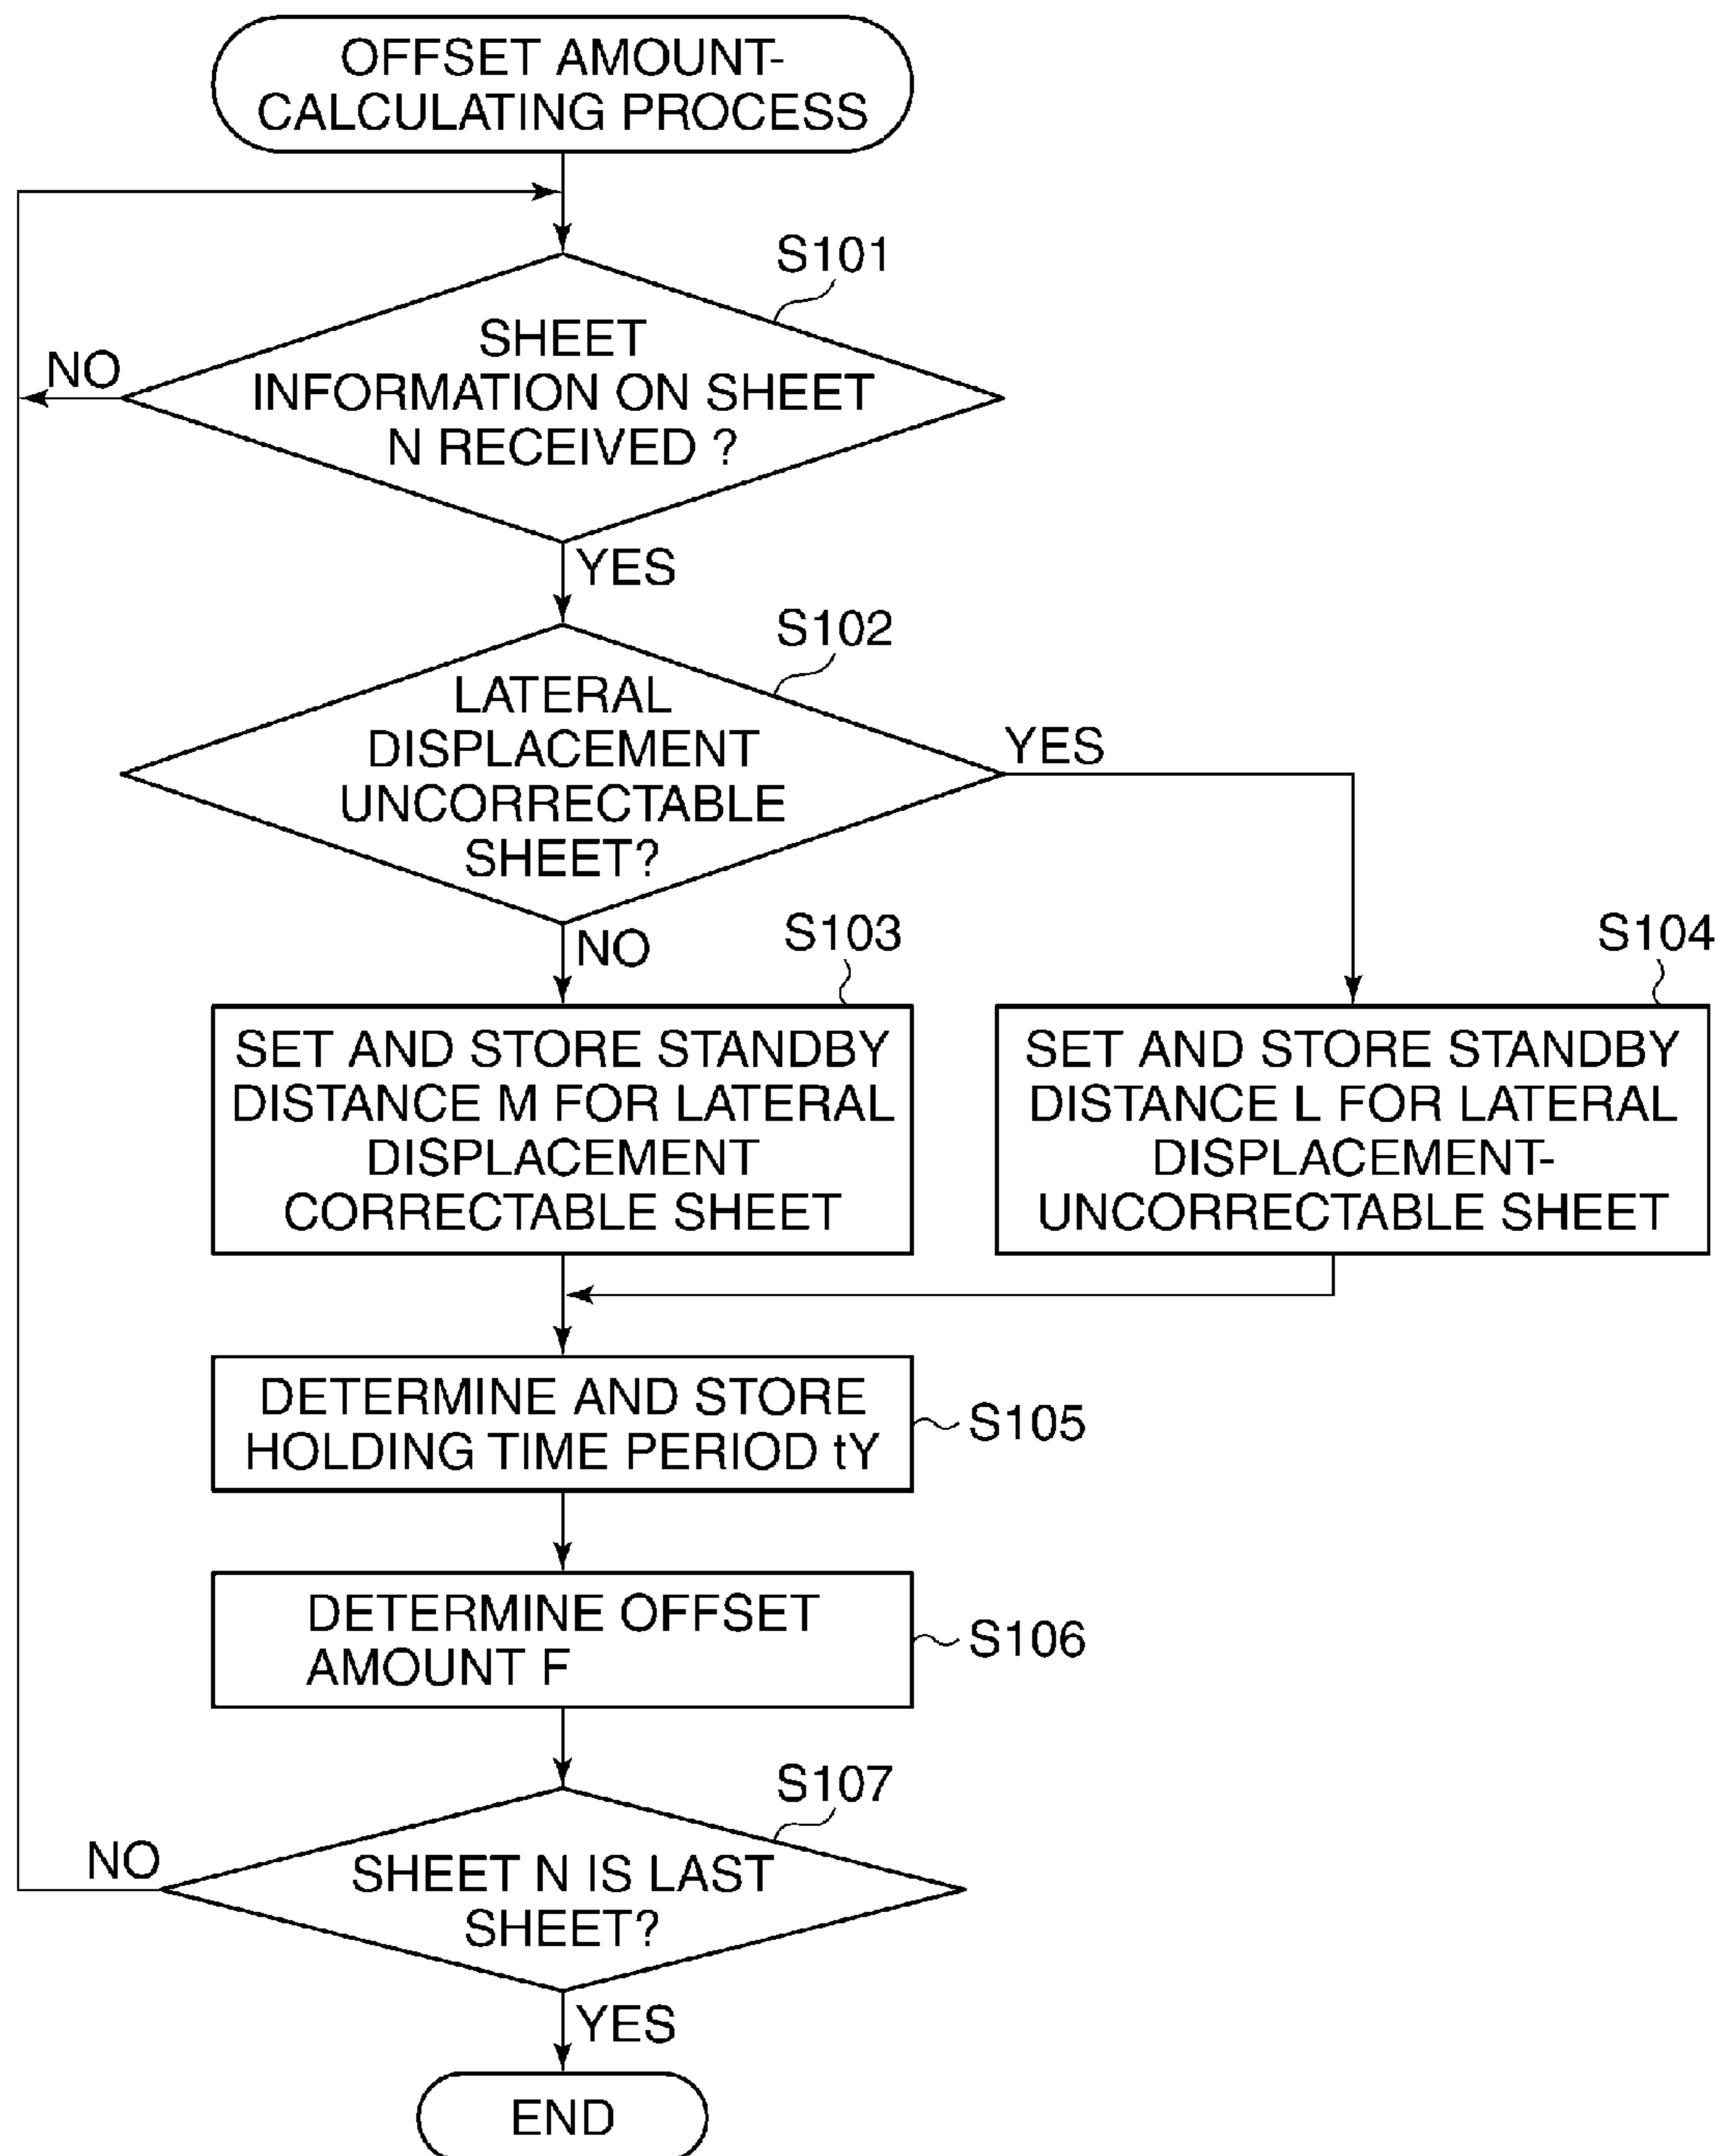 OFFSET AMOUNT-
CALCULATING PROCESS
S101
SHEET
INFORMATION ON SHEET
N RECEIVED ?
NO
YES
S102
LATERAL
DISPLACEMENT
UNCORRECTABLE
SHEET?
YES
NO
S103
SET AND STORE STANDBY
DISTANCE M FOR LATERAL
DISPLACEMENT
CORRECTABLE SHEET
S104
SET AND STORE STANDBY
DISTANCE L FOR LATERAL
DISPLACEMENT-
UNCORRECTABLE SHEET
DETERMINE AND STORE
HOLDING TIME PERIOD tY
S105
DETERMINE OFFSET
AMOUNT F
S106
S107
SHEET N IS LAST
SHEET?
NO
YES
END